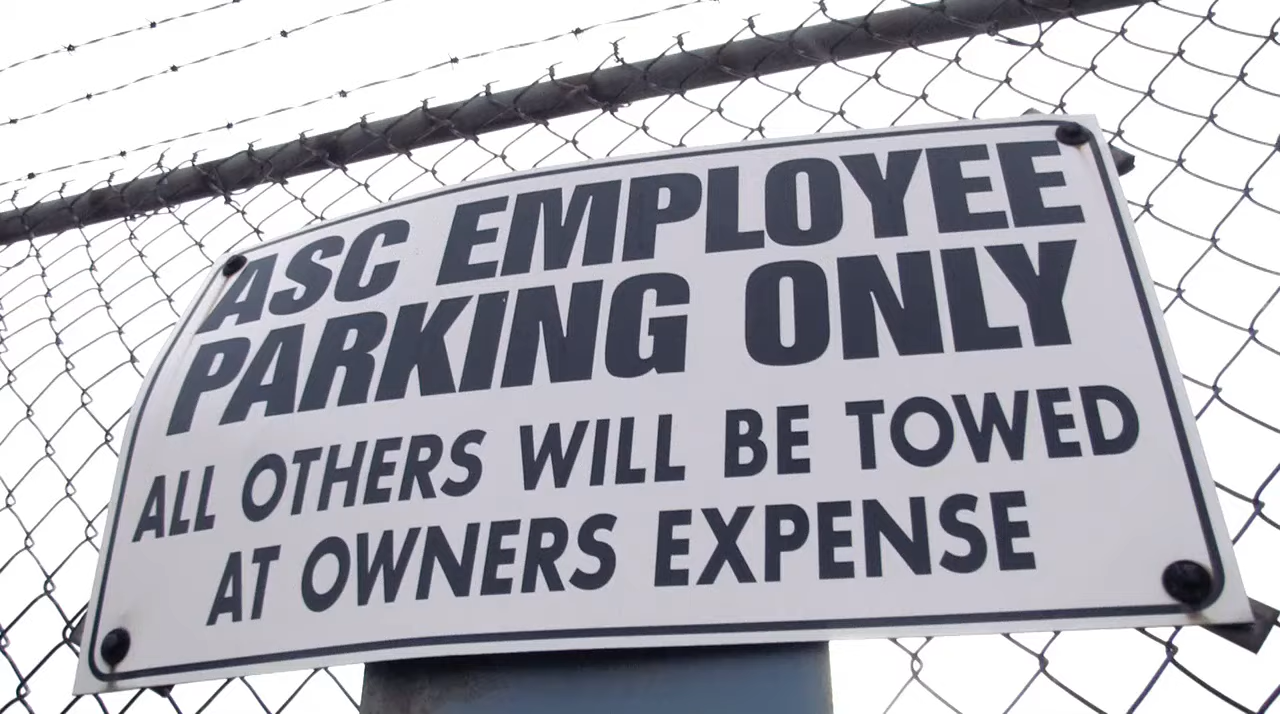 ASC EMPLOYEE
PARKING ONLY
ALL OTHERS WILL BE TOWED
AT OWNERS EXPENSE